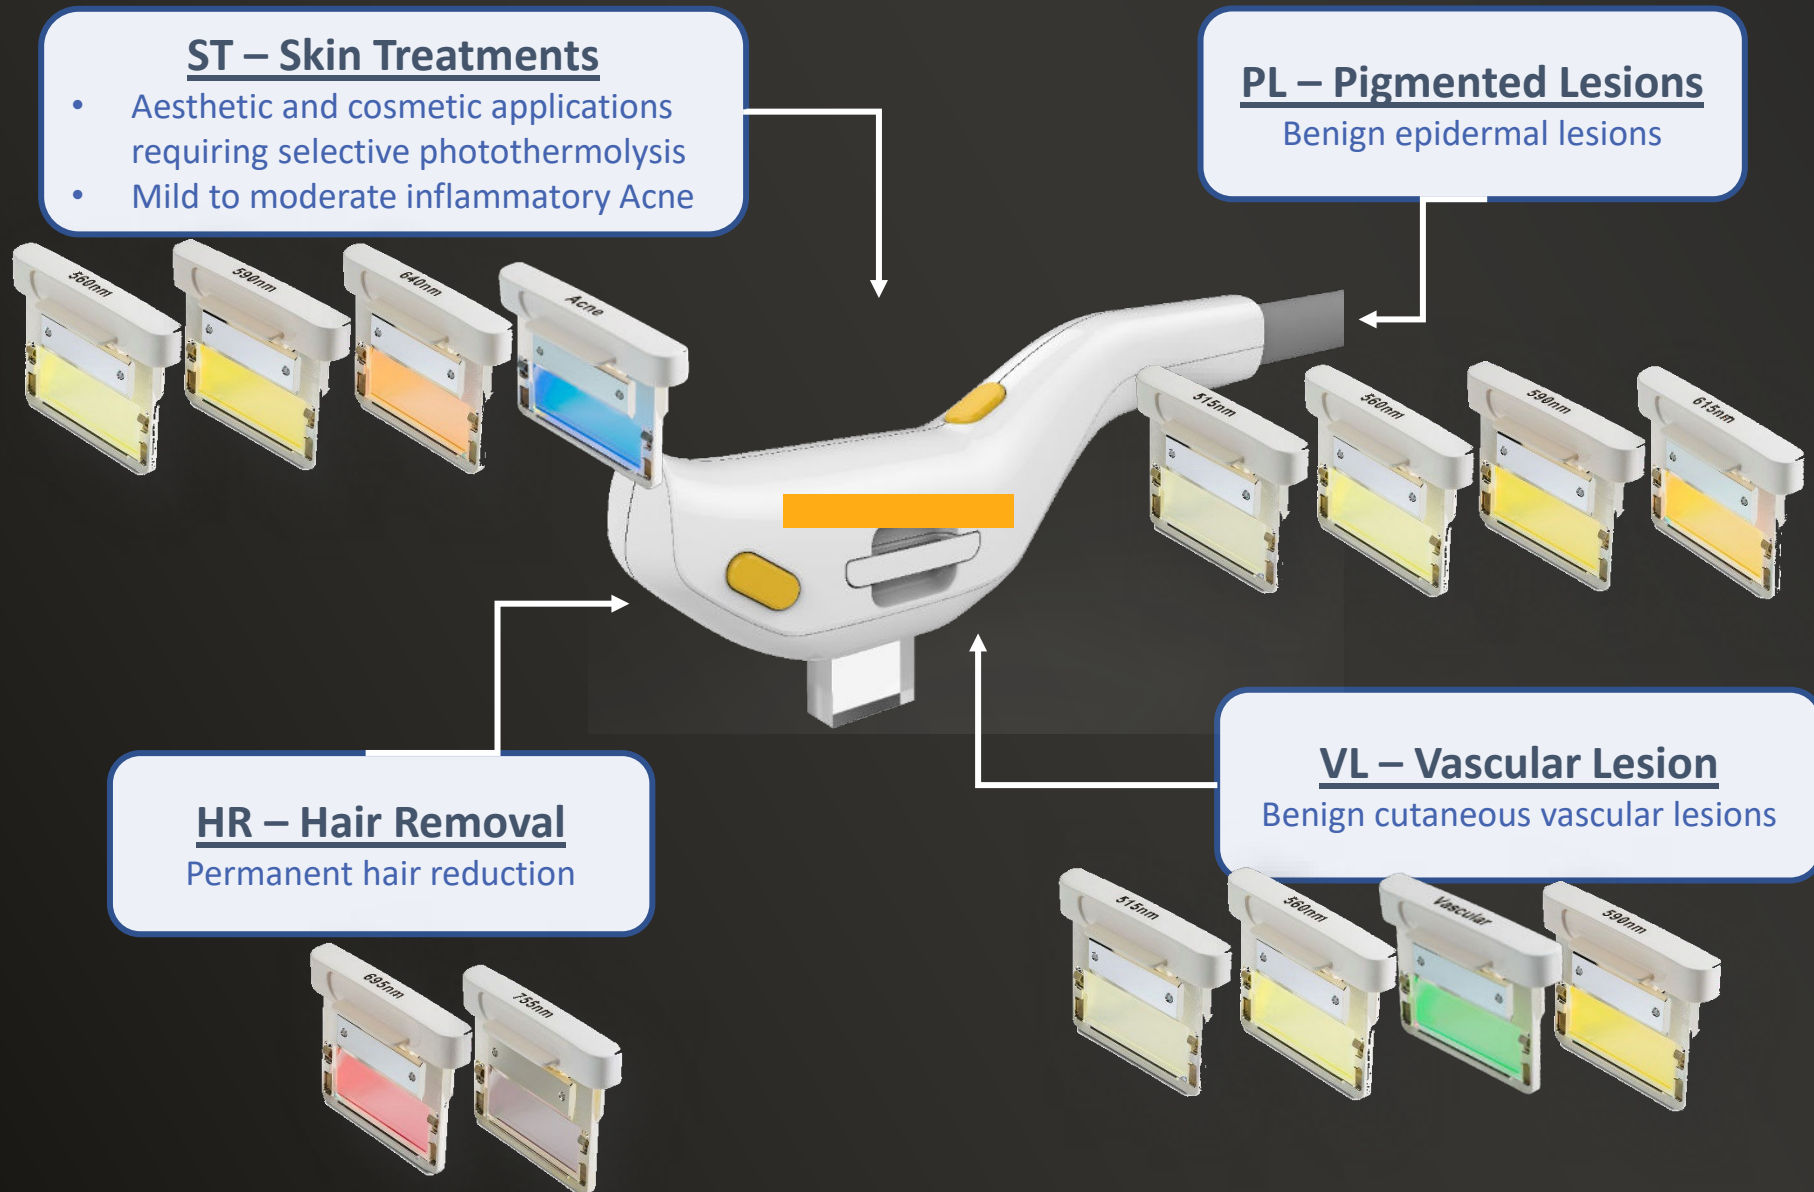 ST – Skin Treatments
• Aesthetic and cosmetic applications
requiring selective photothermolysis
• Mild to moderate inflammatory Acne
PL – Pigmented Lesions
Benign epidermal lesions
560nm
590nm
640nm
Acne
515nm
560nm
590nm
615nm
HR – Hair Removal
Permanent hair reduction
695nm
755nm
VL – Vascular Lesion
Benign cutaneous vascular lesions
515nm
560nm
Vascular
590nm